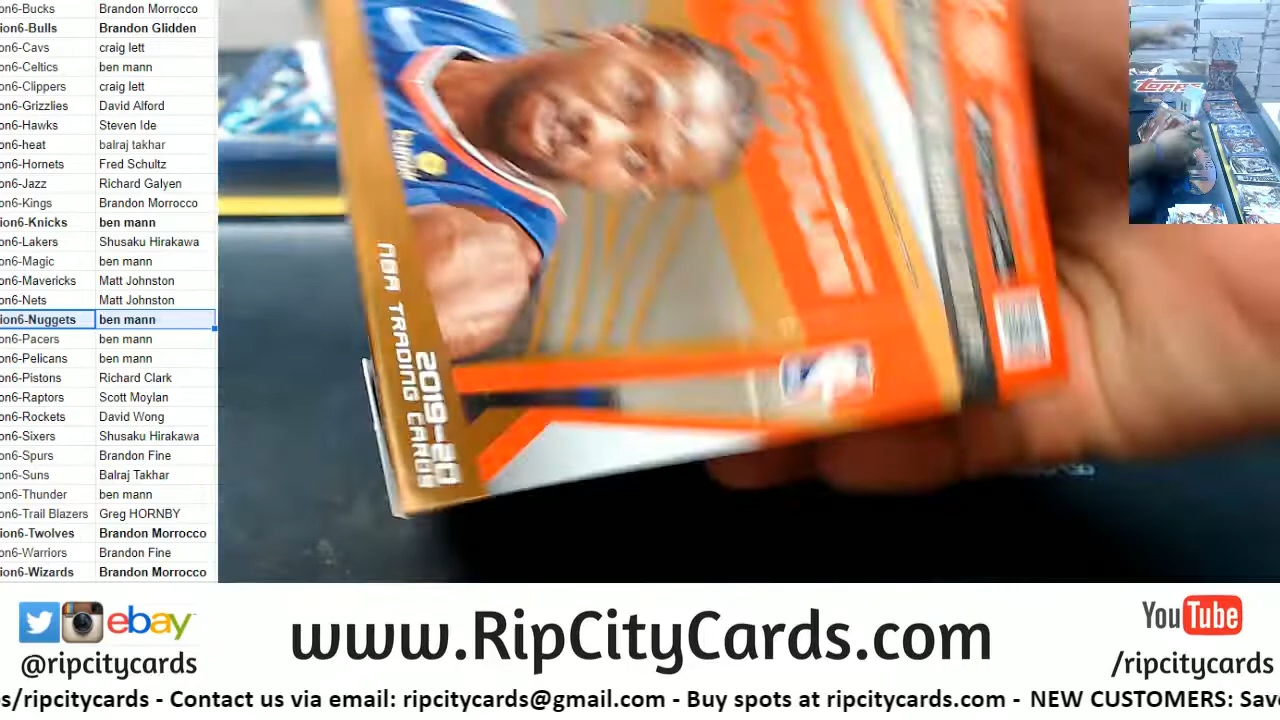 on6-Bucks Brandon Morrocco
ion6-Bulls Brandon Glidden
on6-Cavs craig lett
on6-Celtics ben mann
on6-Clippers craig lett
on6-Grizzlies David Alford
on6-Hawks Steven Ide
on6-heat balraj takhar
on6-Hornets Fred Schultz
on6-Jazz Richard Galyen
on6-Kings Brandon Morrocco
ion6-Knicks ben mann
on6-Lakers Shusaku Hirakawa
on6-Magic ben mann
on6-Mavericks Matt Johnston
on6-Nets Matt Johnston
ion6-Nuggets ben mann
on6-Pacers ben mann
on6-Pelicans ben mann
on6-Pistons Richard Clark
on6-Raptors Scott Moylan
on6-Rockets David Wong
on6-Sixers Shusaku Hirakawa
on6-Spurs Brandon Fine
on6-Suns Balraj Takhar
on6-Thunder ben mann
on6-Trail Blazers Greg HORNBY
ion6-Twolves Brandon Morrocco
on6-Warriors Brandon Fine
ion6-Wizards Brandon Morrocco
2019-20
NBA TRADING CARDS
Topps
ebay
@ripcitycards
www.RipCityCards.com
YouTube
/ripcitycards
es/ripcitycards - Contact us via email: ripcitycards@gmail.com - Buy spots at ripcitycards.com - NEW CUSTOMERS: Save